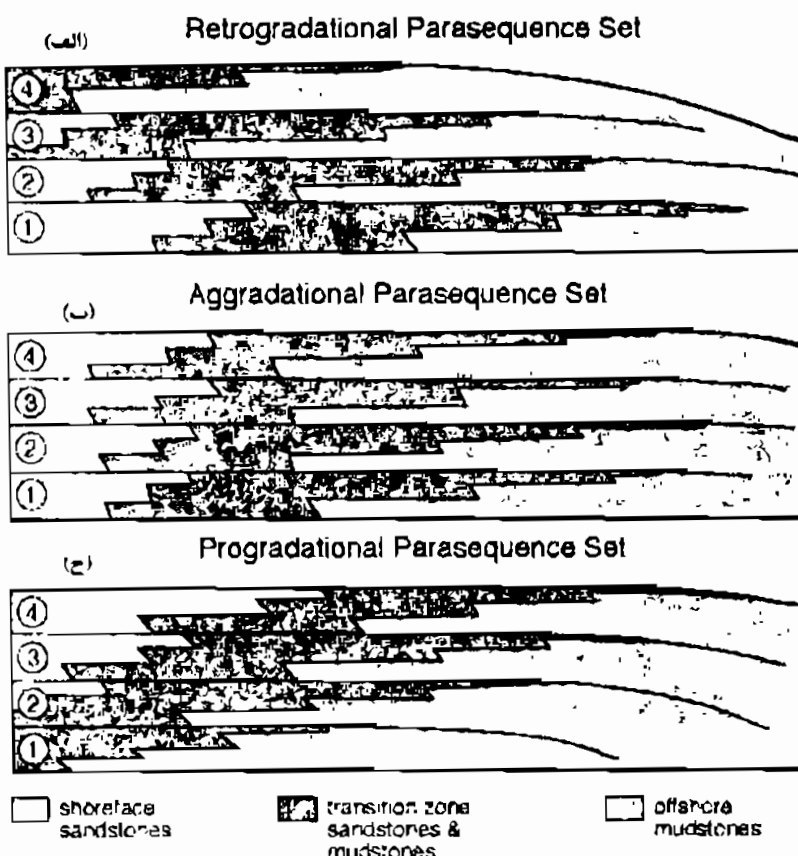 (الف)
Retrogradational Parasequence Set
④
③
②
①
(ب)
Aggradational Parasequence Set
④
③
②
①
(ج)
Progradational Parasequence Set
④
③
②
①
shoreface
sandstones
transition zone
sandstones &
mudstones
offshore
mudstones